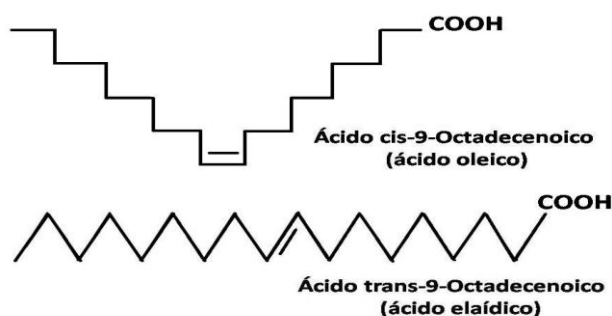 COOH
Ácido cis-9-Octadecenoico
(ácido oleico)
COOH
Ácido trans-9-Octadecenoico
(ácido elaídico)